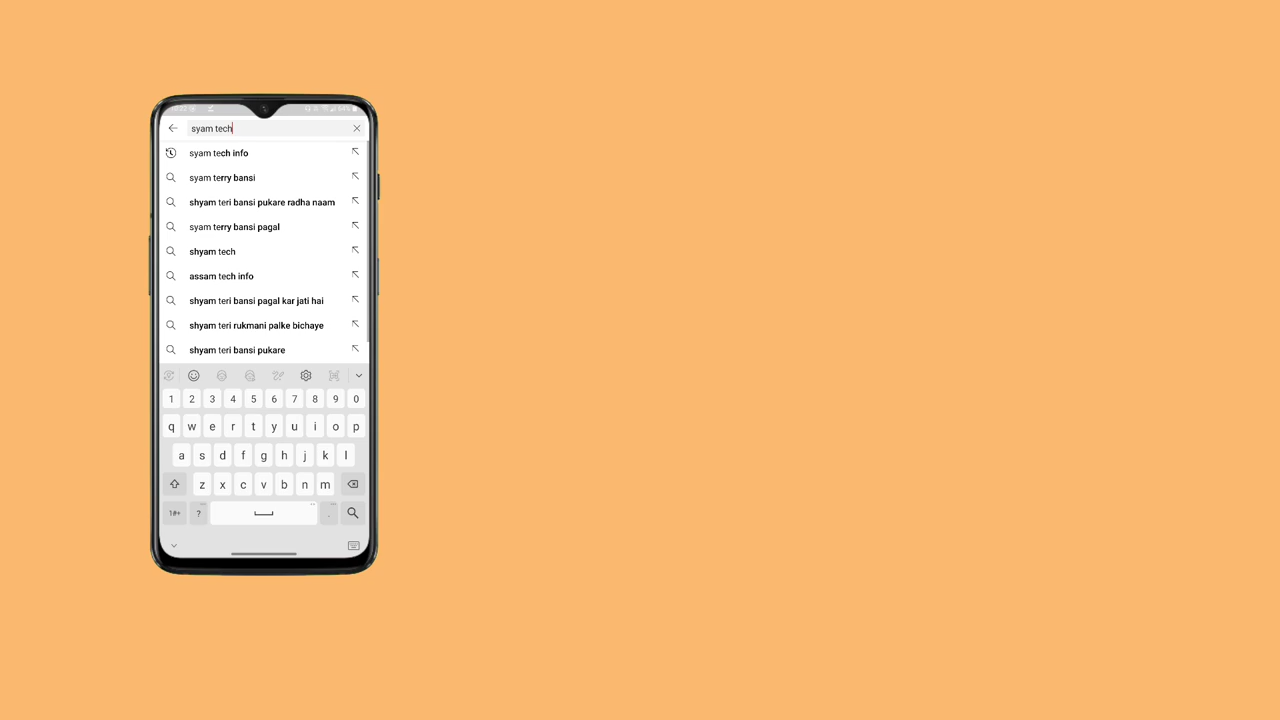 syam tech
syam tech info
syam terry bansi
shyam teri bansi pukare radha naam
syam terry bansi pagal
shyam tech
assam tech info
shyam teri bansi pagal kar jati hai
shyam teri rukmani palke bichaye
shyam teri bansi pukare
1 2 3 4 5 6 7 8 9 0
q w e r t y u i o p
a s d f g h j k l
z x c v b n m
1#+ ? .